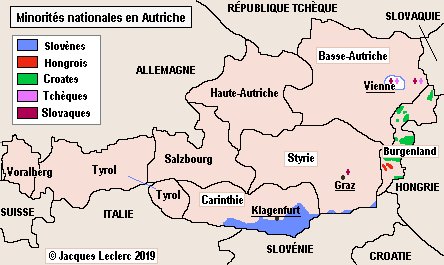 Minorités nationales en Autriche
RÉPUBLIQUE TCHÈQUE
SLOVAQUIE
Slovènes
Hongrois
Croates
Tchèques
Slovaques
ALLEMAGNE
Basse-Autriche
Vienne
Haute-Autriche
Burgenland
Voralberg
Tyrol
Salzbourg
Styrie
Graz
HONGRIE
Tyrol
Carinthie
Klagenfurt
SUISSE
ITALIE
SLOVÉNIE
CROATIE
© Jacques Leclerc 2019